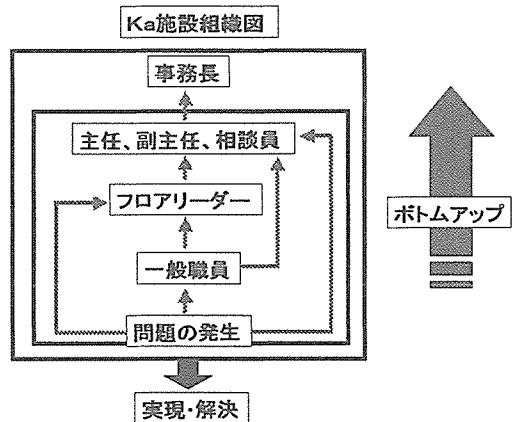 Ka施設組織図
事務長
主任、副主任、相談員
フロアリーダー
一般職員
問題の発生
実現・解決
ボトムアップ